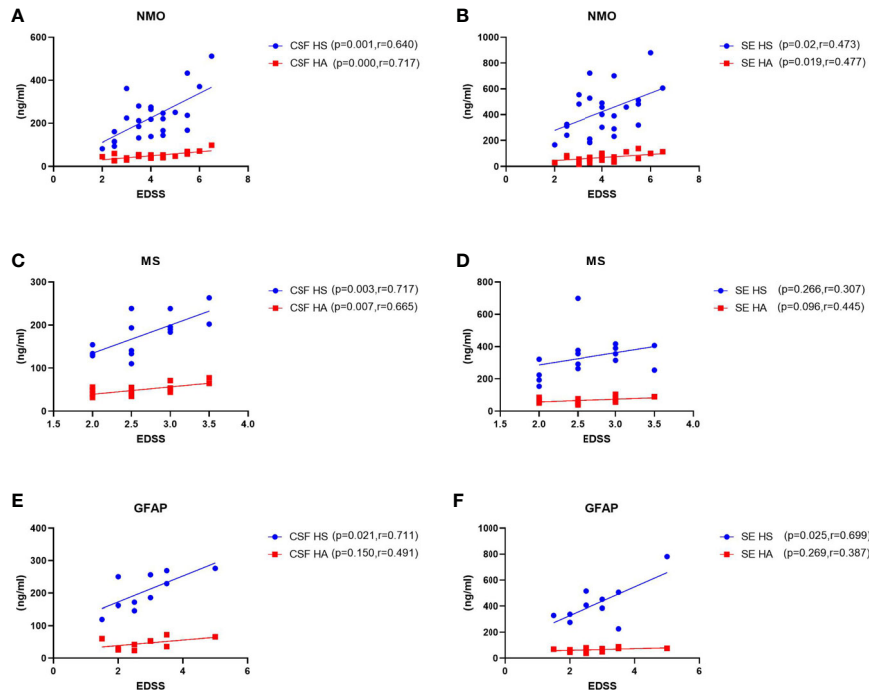 A
NMO
600
400
200
0
(ng/ml)
0 2 4 6 8
EDSS
CSF HS (p=0.001,r=0.640)
CSF HA (p=0.000,r=0.717)
B
NMO
1000
800
600
400
200
0
(ng/ml)
0 2 4 6 8
EDSS
SE HS (p=0.02,r=0.473)
SE HA (p=0.019,r=0.477)
C
MS
300
200
100
0
(ng/ml)
1.5 2.0 2.5 3.0 3.5 4.0
EDSS
CSF HS (p=0.003,r=0.717)
CSF HA (p=0.007,r=0.665)
D
MS
800
600
400
200
0
(ng/ml)
1.5 2.0 2.5 3.0 3.5 4.0
EDSS
SE HS (p=0.266,r=0.307)
SE HA (p=0.096,r=0.445)
E
GFAP
400
300
200
100
0
(ng/ml)
0 2 4 6
EDSS
CSF HS (p=0.021,r=0.711)
CSF HA (p=0.150,r=0.491)
F
GFAP
1000
800
600
400
200
0
(ng/ml)
0 2 4 6
EDSS
SE HS (p=0.025,r=0.699)
SE HA (p=0.269,r=0.387)